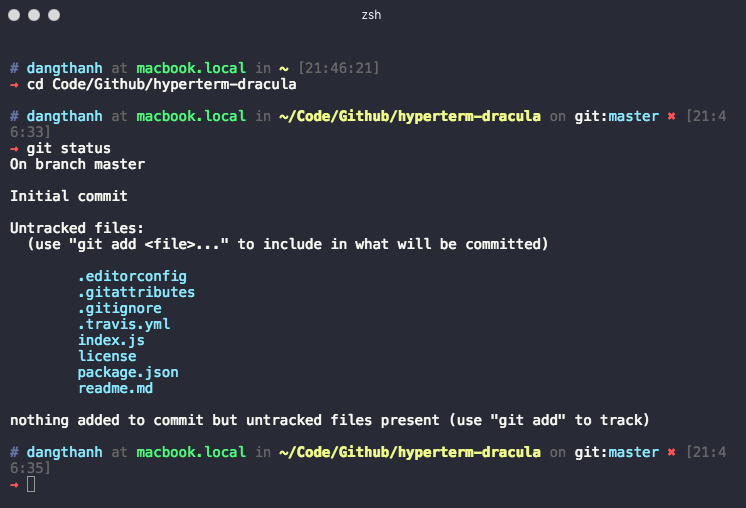 zsh
# dangthanh at macbook.local in ~ [21:46:21]
→ cd Code/Github/hyperterm-dracula
# dangthanh at macbook.local in ~/Code/Github/hyperterm-dracula on git:master ✖ [21:4
6:33]
→ git status
On branch master
Initial commit
Untracked files:
(use "git add <file>..." to include in what will be committed)
.editorconfig
.gitattributes
.gitignore
.travis.yml
index.js
license
package.json
readme.md
nothing added to commit but untracked files present (use "git add" to track)
# dangthanh at macbook.local in ~/Code/Github/hyperterm-dracula on git:master ✖ [21:4
6:35]
→